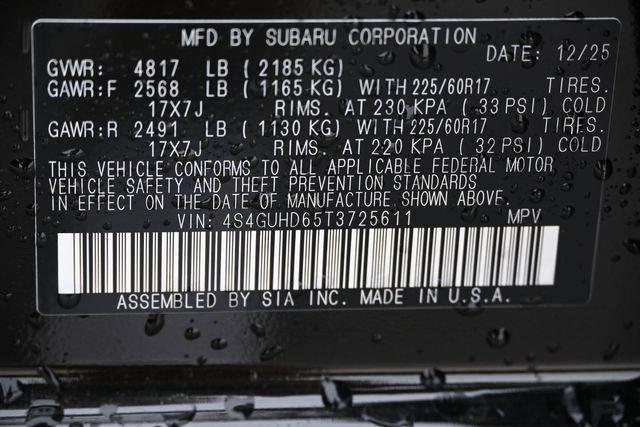 MFD BY SUBARU CORPORATION
DATE: 12/25
GVWR: 4817 LB ( 2185 KG)
GAWR:F 2568 LB ( 1165 KG) WITH 225/60R17 TIRES.
17X7J RIMS. AT 230 KPA ( 33 PSI) COLD
GAWR:R 2491 LB ( 1130 KG) WITH 225/60R17 TIRES.
17X7J RIMS. AT 220 KPA ( 32 PSI) COLD
THIS VEHICLE CONFORMS TO ALL APPLICABLE FEDERAL MOTOR
VEHICLE SAFETY AND THEFT PREVENTION STANDARDS
IN EFFECT ON THE DATE OF MANUFACTURE SHOWN ABOVE.
VIN: 4S4GUHD65T3725611 MPV
ASSEMBLED BY SIA INC. MADE IN U.S.A.